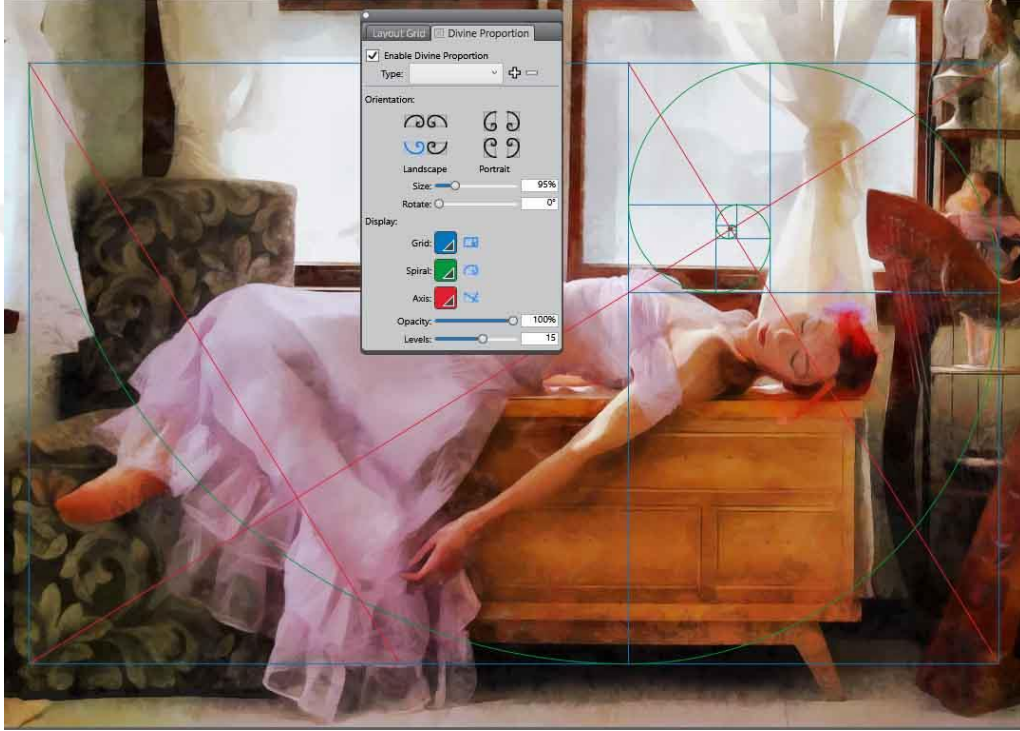 Layout Grid Divine Proportion
Enable Divine Proportion
Type:
Orientation:
Landscape Portrait
Size: 95%
Rotate: 0°
Display:
Grid:
Spiral:
Axis:
Opacity: 100%
Levels: 15